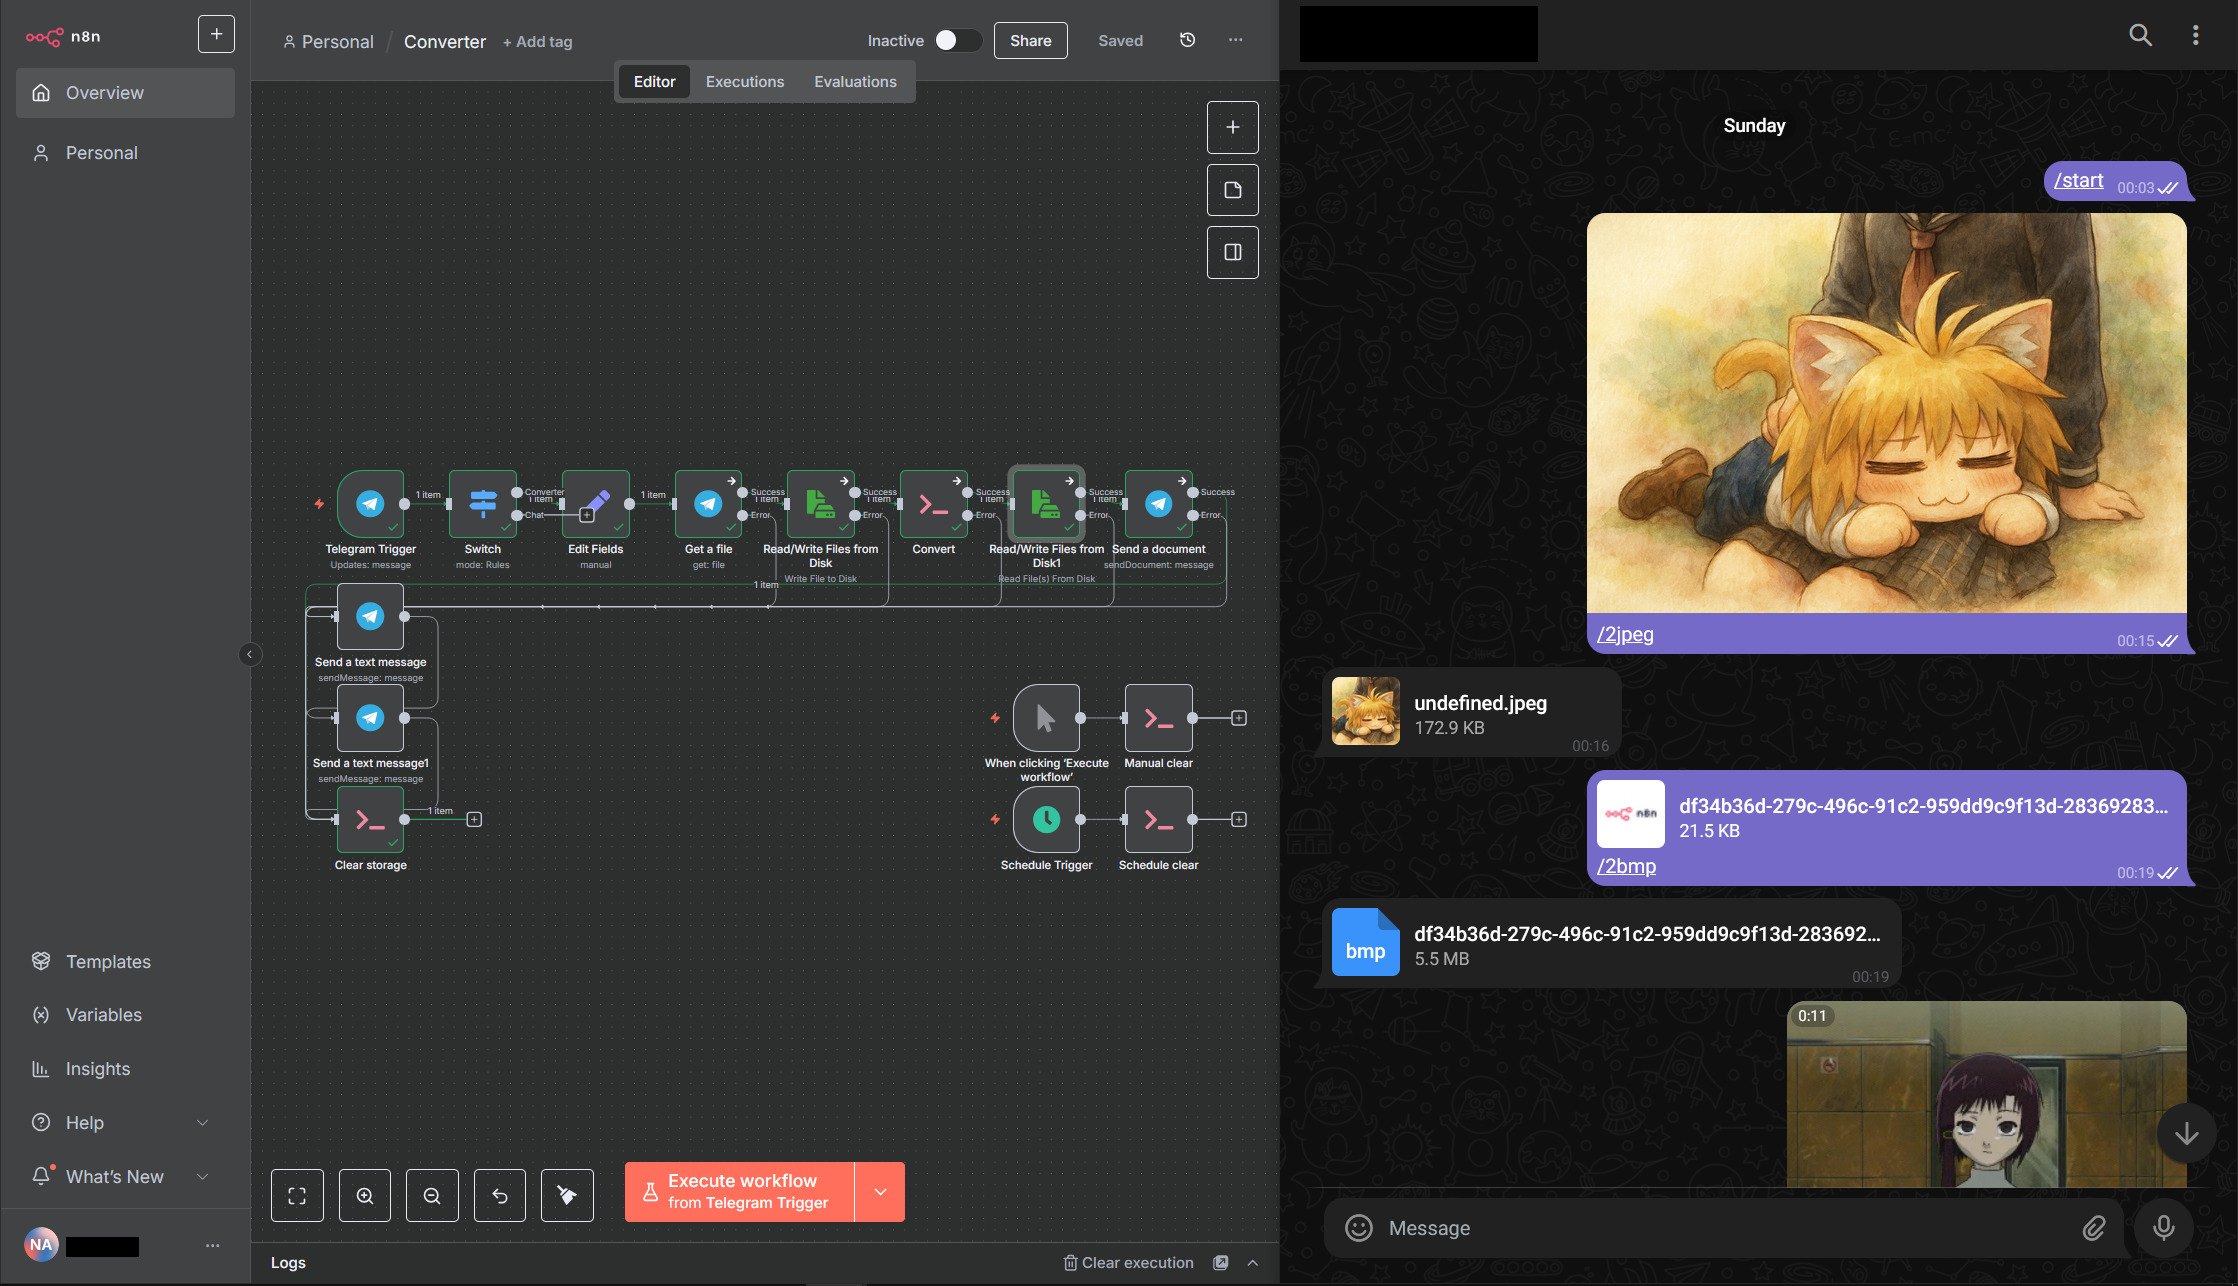 n8n
Overview
Personal
Templates
Variables
Insights
Help
What's New
NA
Personal / Converter + Add tag
Inactive
Share
Saved
Editor
Executions
Evaluations
Telegram Trigger
Updates: message
1 item
Switch
mode: Rules
Converter
1 item
Chat
Edit Fields
manual
1 item
Get a file
get: file
Success
1 item
Error
Read/Write Files from
Disk
Write File to Disk
Success
1 item
Error
Convert
Success
1 item
Error
Read/Write Files from
Disk1
Read File(s) From Disk
Success
1 item
Error
Send a document
sendDocument: message
Success
Error
1 item
Send a text message
sendMessage: message
Send a text message1
sendMessage: message
1 item
Clear storage
When clicking ‘Execute
workflow’
Manual clear
Schedule Trigger
Schedule clear
Execute workflow
from Telegram Trigger
Logs
Clear execution
Sunday
/start 00:03
/2jpeg
00:15
undefined.jpeg
172.9 KB
00:16
n8n
df34b36d-279c-496c-91c2-959dd9c9f13d-28369283...
21.5 KB
/2bmp
00:19
bmp
df34b36d-279c-496c-91c2-959dd9c9f13d-283692...
5.5 MB
00:19
0:11
Message